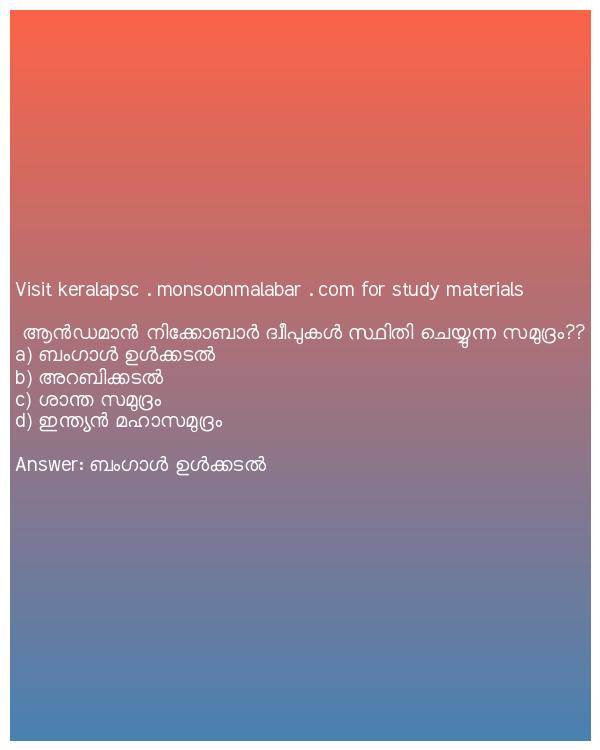 Visit keralapsc . monsoonmalabar . com for study materials
ആൻഡമാൻ നിക്കോബാർ ദ്വീപുകൾ സ്ഥിതി ചെയ്യുന്ന സമുദ്രം??
a) ബംഗാൾ ഉൾക്കടൽ
b) അറബിക്കടൽ
c) ശാന്ത സമുദ്രം
d) ഇന്ത്യൻ മഹാസമുദ്രം
Answer: ബംഗാൾ ഉൾക്കടൽ